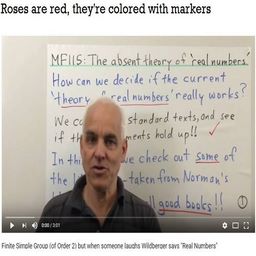 Roses are red, they're colored with markers
MF115: The absent theory of 'real numbers'
How can we decide if the current
'theory of real numbers' really works?
We standard texts, and see
if th ments hold up!!
In thi we check out some of
the taken from Norman's
good books!!
0:00 / 3:01
Finite Simple Group (of Order 2) but when someone laughs Wildberger says "Real Numbers"